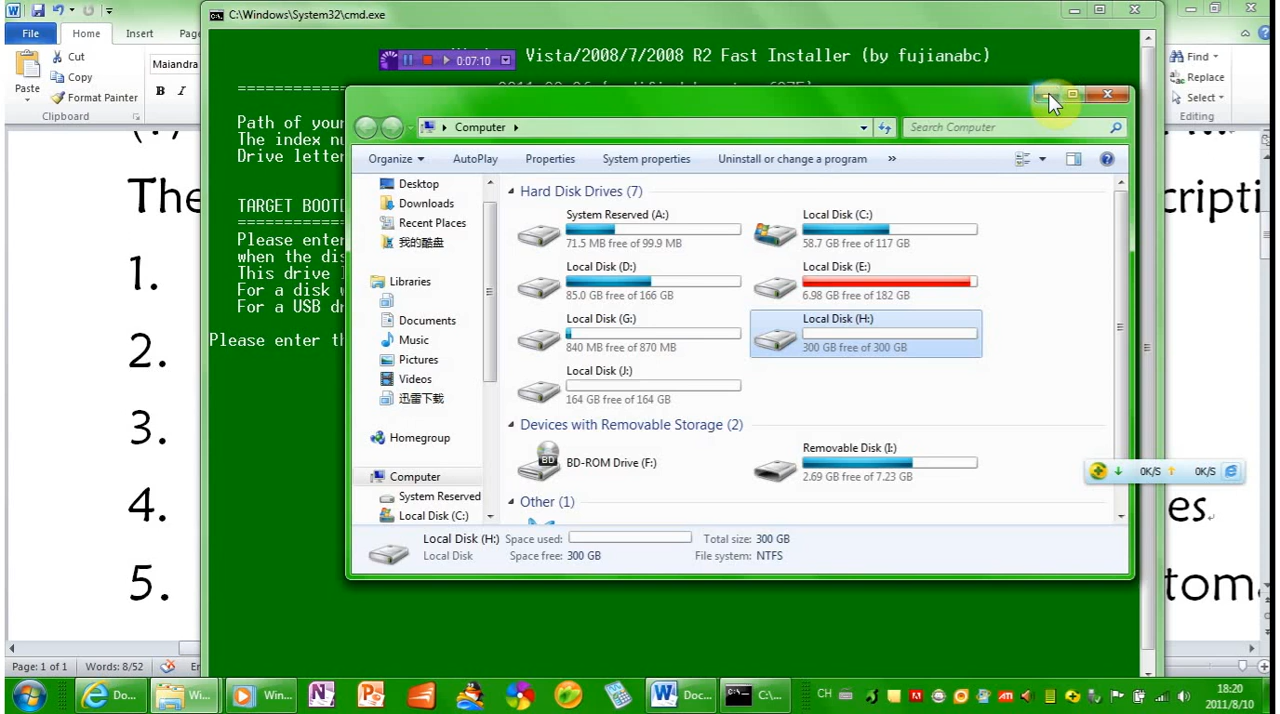 C:\Windows\System32\cmd.exe
File
Home
Insert
Cut
Copy
Format Painter
Paste
Clipboard
Maiandra
B I
0:07:10
Vista/2008/7/2008 R2 Fast Installer (by fujianabc)
Find
Replace
Select
Editing
Path of your
The index nu
Drive letter
TARGET BOOTD
Please enter
when the dis
This drive l
For a disk w
For a USB dr
Please enter th
Computer
Search Computer
Organize
AutoPlay
Properties
System properties
Uninstall or change a program
»
Desktop
Downloads
Recent Places
我的酷盘
Libraries
Documents
Music
Pictures
Videos
迅雷下载
Homegroup
Computer
System Reserved
Local Disk (C:)
Hard Disk Drives (7)
System Reserved (A:)
71.5 MB free of 99.9 MB
Local Disk (C:)
58.7 GB free of 117 GB
Local Disk (D:)
85.0 GB free of 166 GB
Local Disk (E:)
6.98 GB free of 182 GB
Local Disk (G:)
840 MB free of 870 MB
Local Disk (H:)
300 GB free of 300 GB
Local Disk (J:)
164 GB free of 164 GB
Devices with Removable Storage (2)
BD
BD-ROM Drive (F:)
Removable Disk (I:)
2.69 GB free of 7.23 GB
Other (1)
Local Disk (H:) Space used: Total size: 300 GB
Local Disk Space free: 300 GB File system: NTFS
The
1.
2.
3.
4.
5.
0K/S 0K/S
Page: 1 of 1 Words: 8/52
Do...
Wi...
Win...
Doc...
C:\...
CH
18:20
2011/8/10